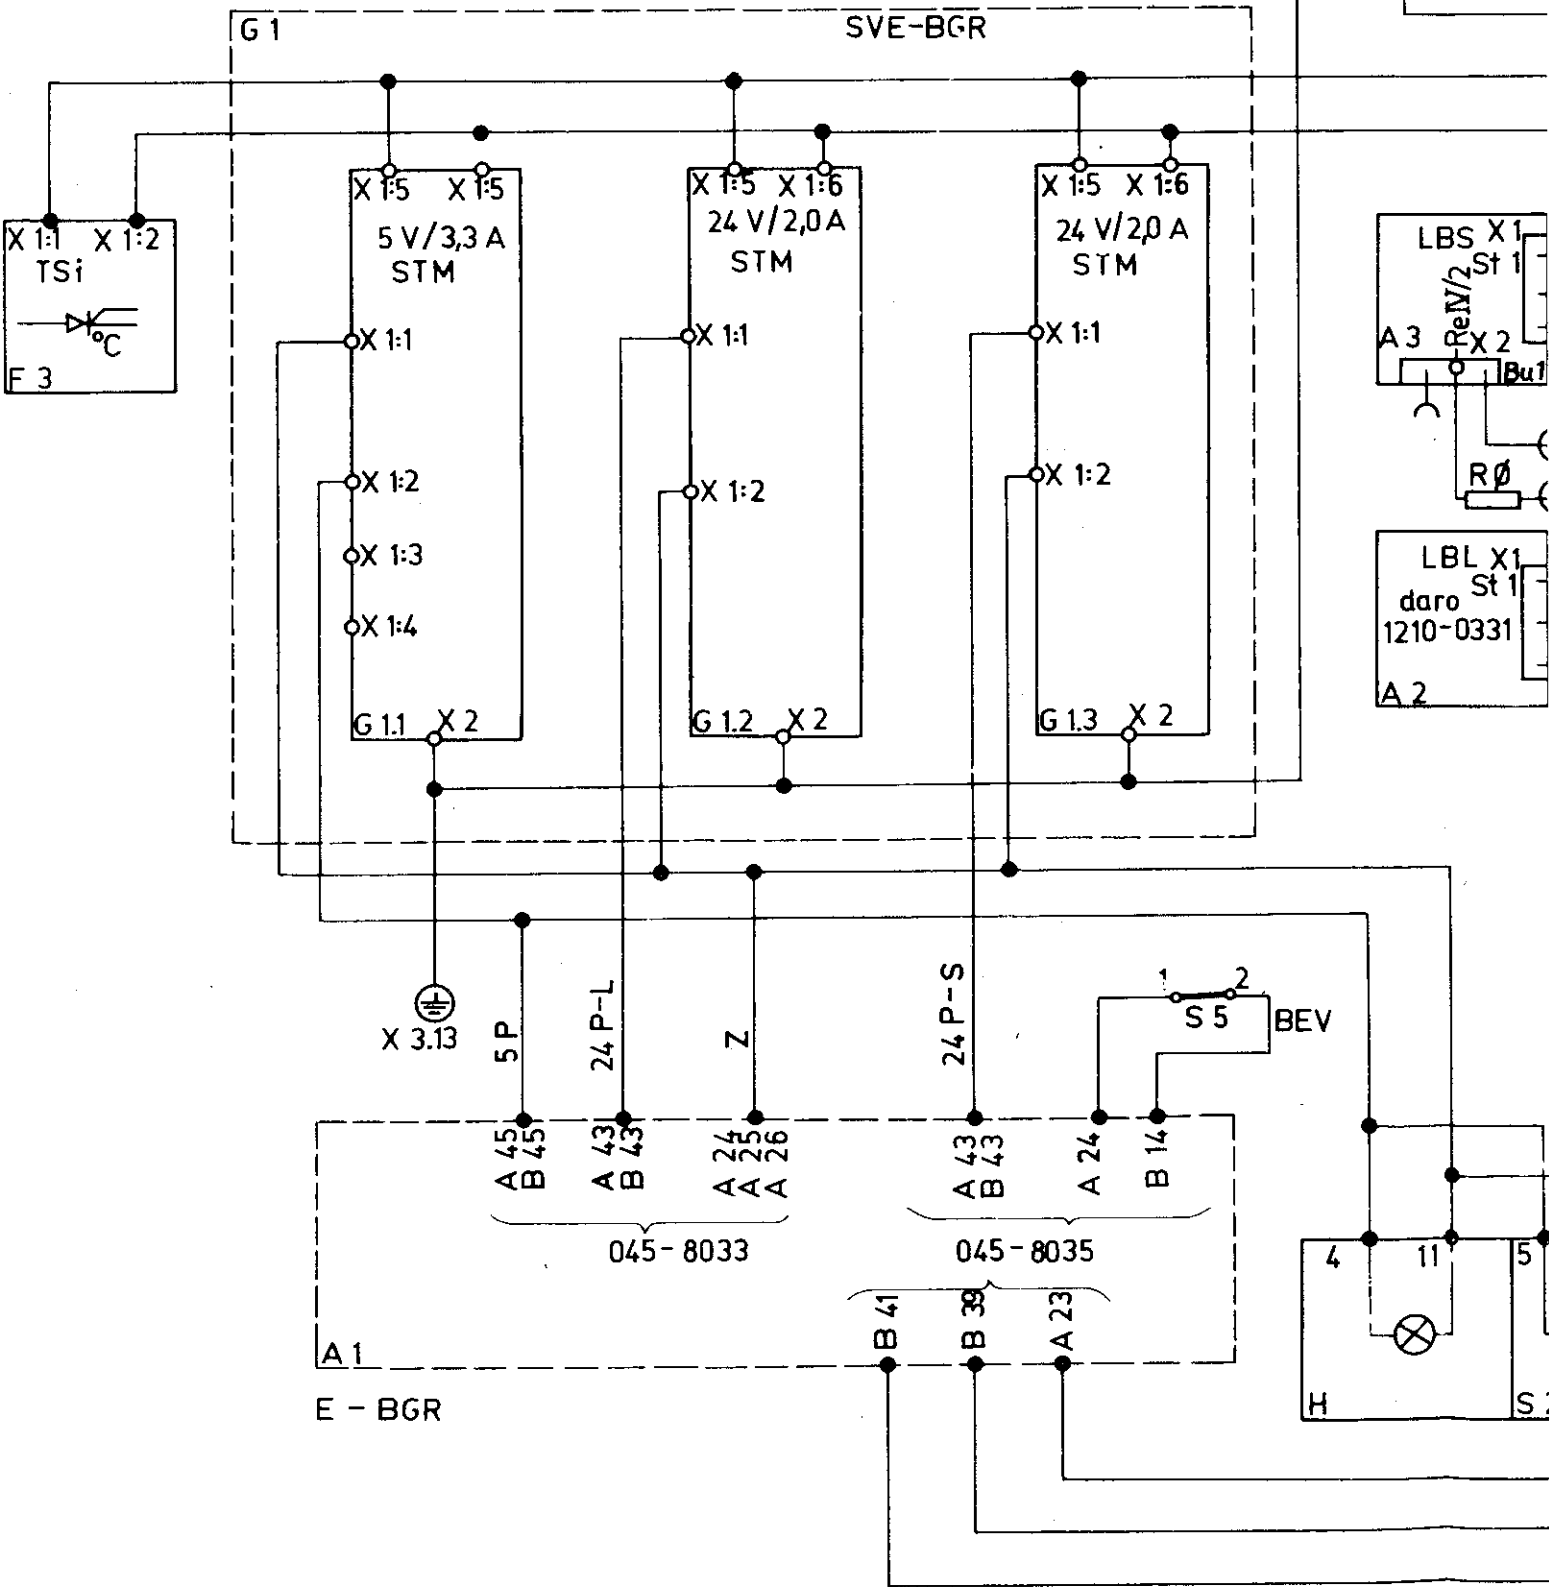 G 1
SVE-BGR
X 1:5 X 1:5
5 V/3,3 A
STM
X 1:1
X 1:2
X 1:3
X 1:4
G 1.1 X 2
X 1:5 X 1:6
24 V/2,0 A
STM
X 1:1
X 1:2
G 1.2 X 2
X 1:5 X 1:6
24 V/2,0 A
STM
X 1:1
X 1:2
G 1.3 X 2
X 1:1 X 1:2
TSi
°C
F 3
LBS X 1
St 1
ReIV/2
A 3 X 2
Bu1
RØ
LBL X1
St 1
daro
1210-0331
A 2
X 3.13
5 P
24 P-L
Z
24 P-S
1 2
S 5
BEV
A 45
B 45
A 43
B 43
A 24
A 25
A 26
A 43
B 43
A 24
B 14
045-8033
045-8035
B 41
B 39
A 23
A 1
E - BGR
4 11 5
H
S